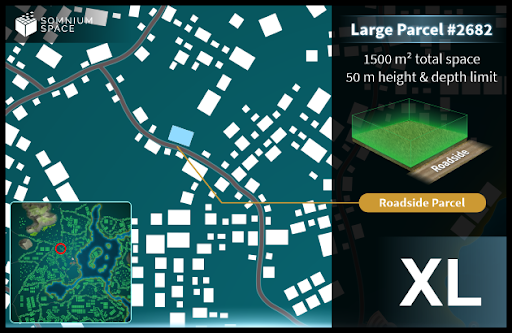 SOMNIUM
SPACE
Large Parcel #2682
1500 m² total space
50 m height & depth limit
Roadside
Roadside Parcel
XL